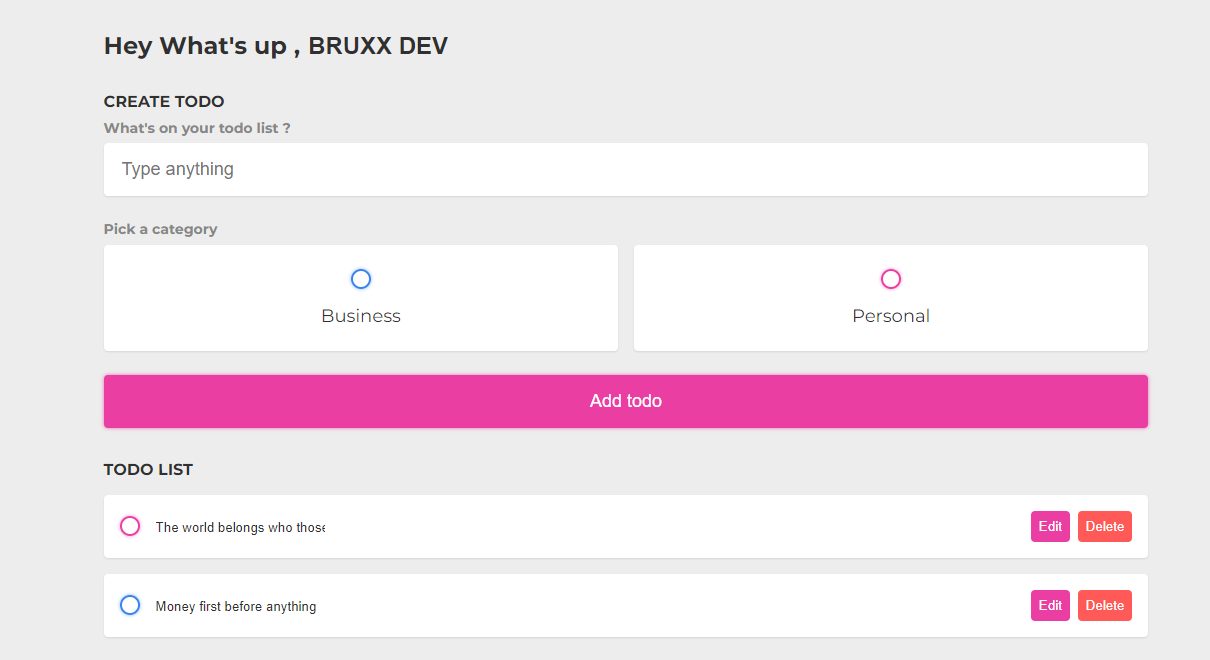 Hey What's up , BRUXX DEV
CREATE TODO
What's on your todo list ?
Type anything
Pick a category
Business Personal
Add todo
TODO LIST
The world belongs who those Edit Delete
Money first before anything Edit Delete